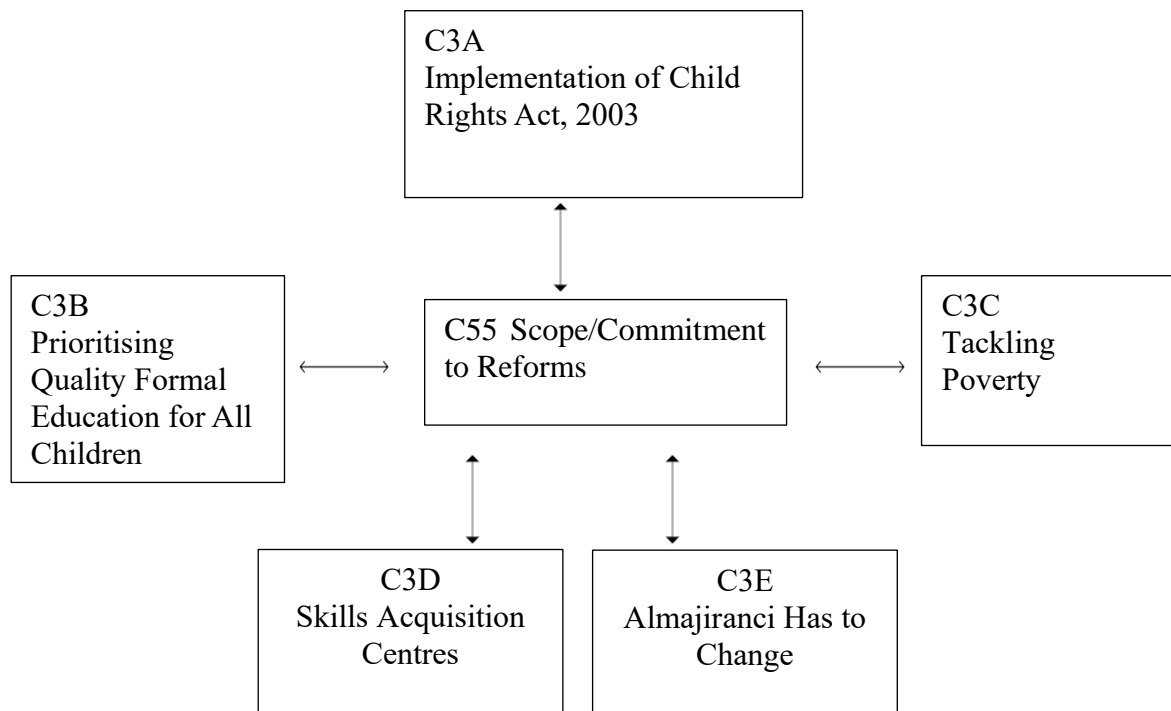 C3A
Implementation of Child
Rights Act, 2003
C3B
Prioritising
Quality Formal
Education for All
Children
C55 Scope/Commitment
to Reforms
C3C
Tackling
Poverty
C3D
Skills Acquisition
Centres
C3E
Almajiranci Has to
Change